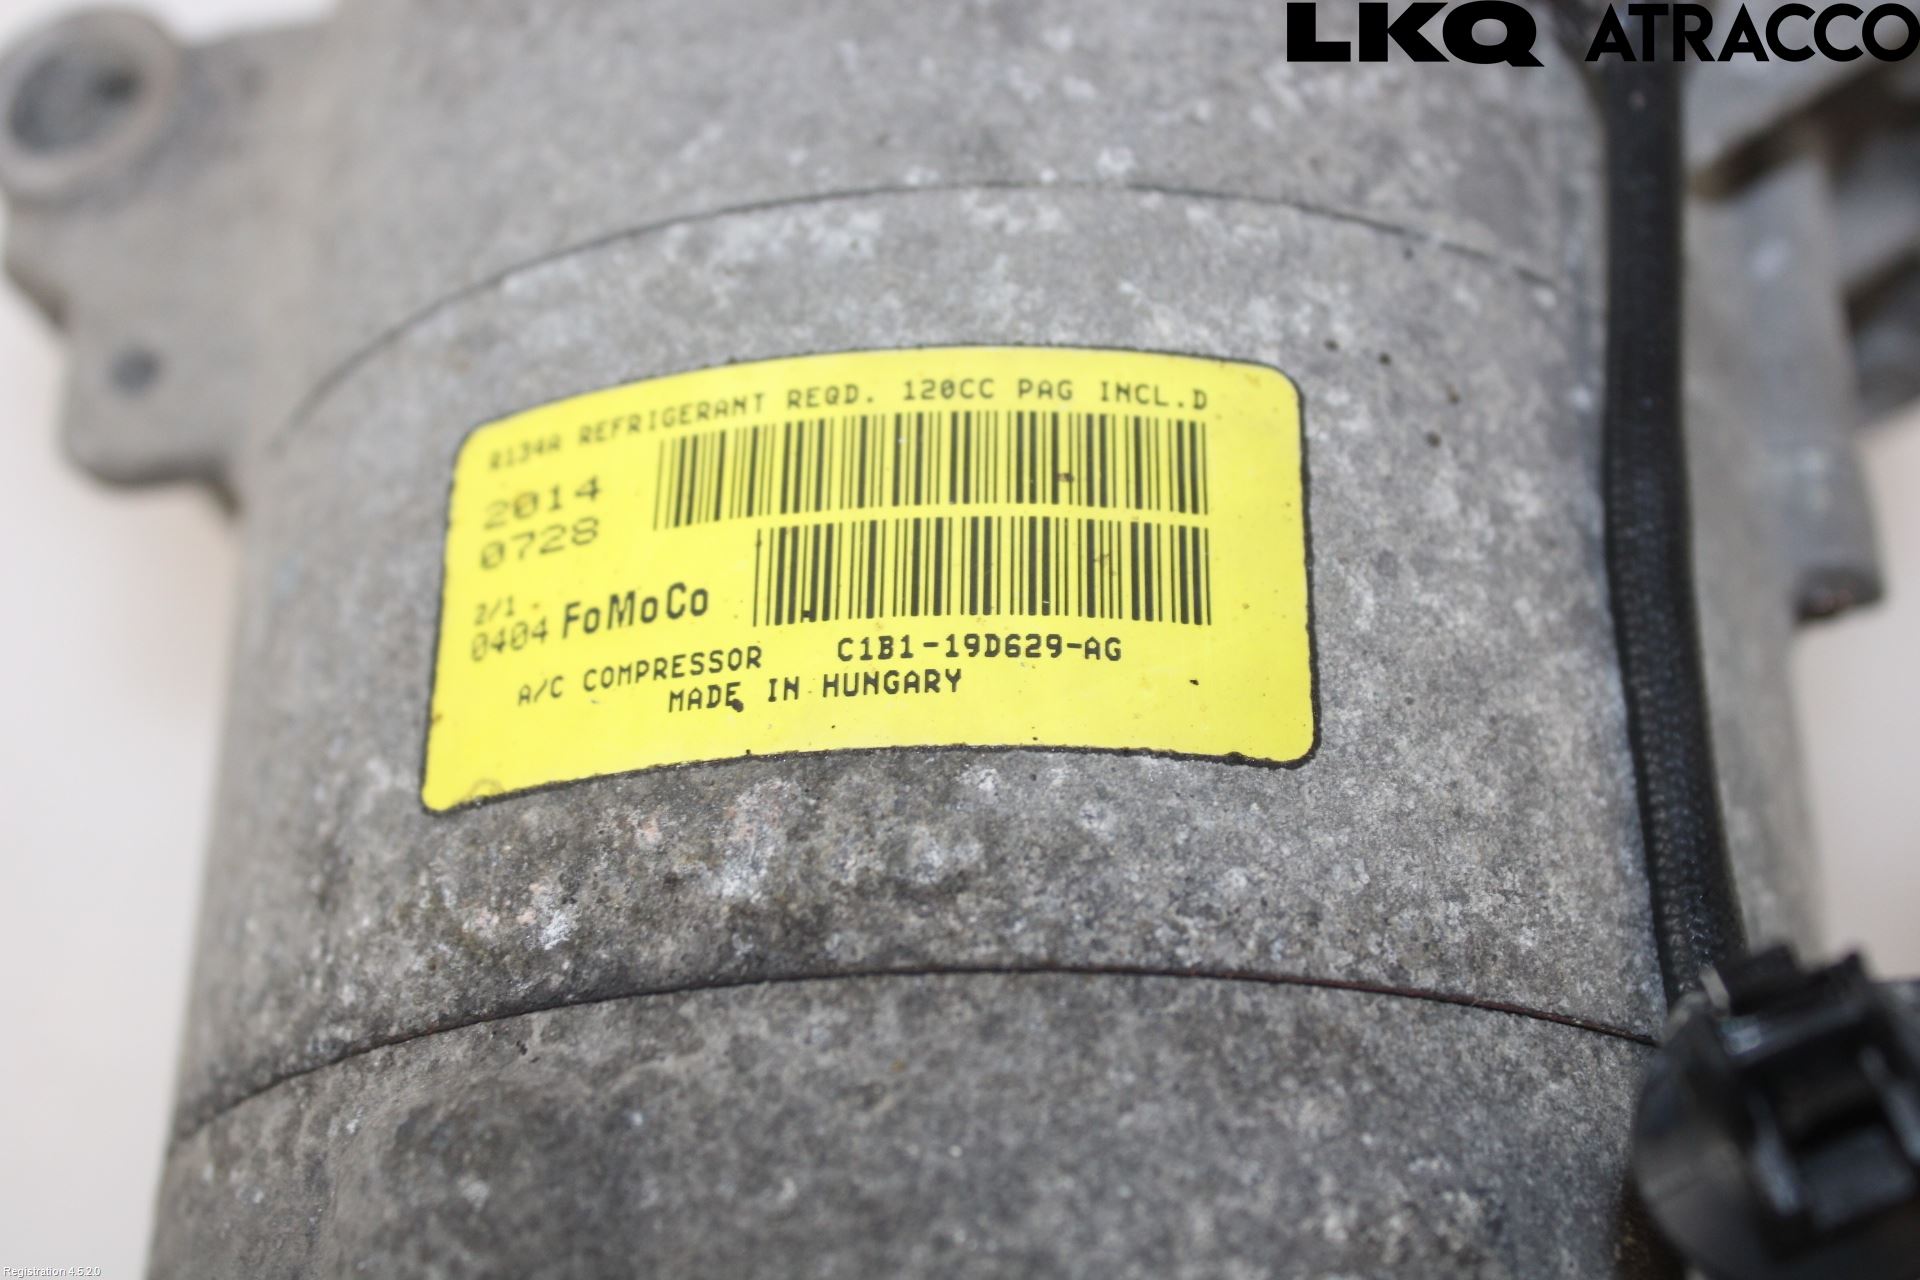 LKQ ATRACCO
R134A REFRIGERANT REQD. 120CC PAG INCL.D
2014
0728
2/1
0404 FoMoCo
A/C COMPRESSOR C1B1-19D629-AG
MADE IN HUNGARY
Registration 4.5.2.0